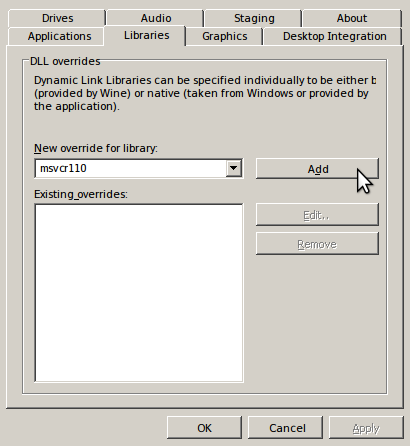 Drives Audio Staging About
Applications Libraries Graphics Desktop Integration
DLL overrides
Dynamic Link Libraries can be specified individually to be either b
(provided by Wine) or native (taken from Windows or provided by
the application).
New override for library:
msvcr110 Add
Existing overrides:
Edit..
Remove
OK Cancel Apply